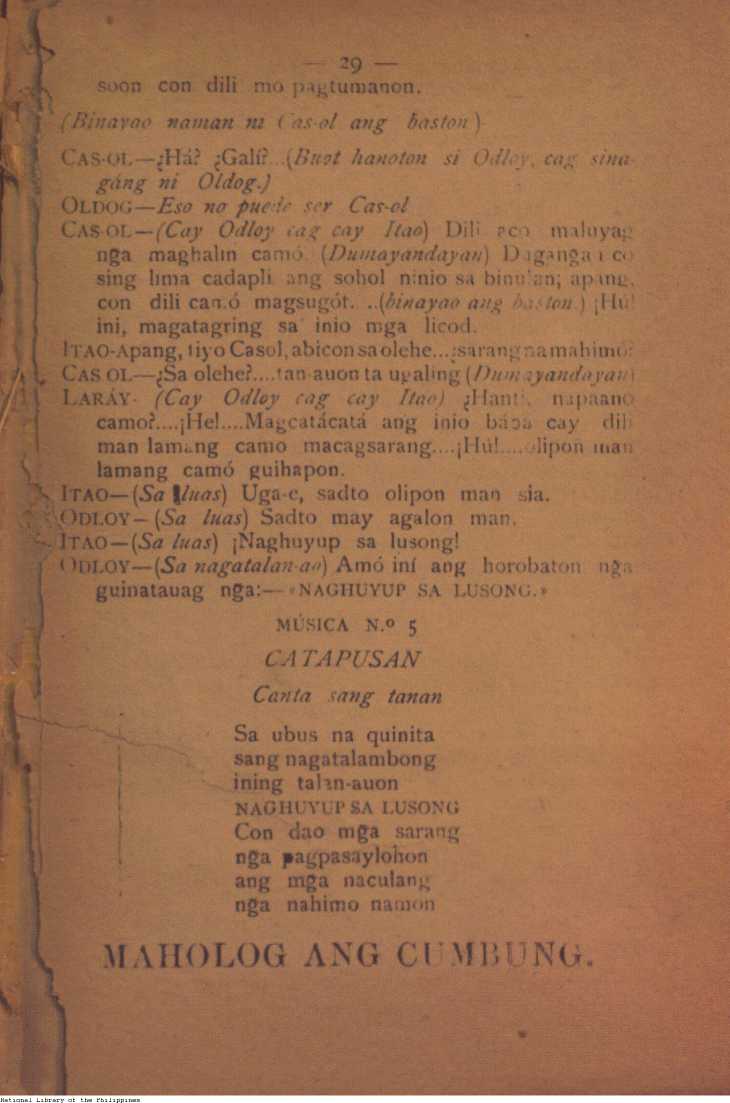 — 29 —
soon con dili mo pagtumanon.
(Binayao naman ni Cas-ol ang baston)
CAS-OL—¿Há? ¿Galí?...(Buot hanoton si Odloy, cag sina-
gáng ni Oldog.)
OLDOG—Eso no puede ser Cas-ol
CAS-OL—(Cay Odloy cag cay Itao) Dili aco maluyag
nga maghalin camó. (Dumayandayan) Daganga
sing lima cadapli ang sohol ninio sa binulan; apang,
con dili camó magsugót. ..(binayao ang baston.) ¡Hú!
ini, magatagring sa inio mga licod.
ITAO-Apang, tiyo Casol, abi con sa olehe...¿sarang na mahimó?
CAS OL—¿Sa olehe?....tan-auon ta ugaling (Dumayandayan)
LARÁY- (Cay Odloy cag cay Itao) ¿Hanti, napaano
camo?....¡He!....Magcatácatá ang inio bába cay dili
man lamang camo macagsarang....¡Hú!....olipon man
lamang camó guihapon.
ITAO—(Sa luas) Uga-e, sadto olipon man sia.
ODLOY—(Sa luas) Sadto may agalon man.
ITAO—(Sa luas) ¡Naghuyup sa lusong!
ODLOY—(Sa nagatalan-ao) Amó iní ang horobaton nga
guinatauag nga:— «NAGHUYUP SA LUSONG.»
MÚSICA N.º 5
CATAPUSAN
Canta sang tanan
Sa ubus na quinita
sang nagatalambong
ining talan-auon
NAGHUYUP SA LUSONG
Con dao mga sarang
nga pagpasaylohon
ang mga naculang
nga nahimo namon
MAHOLOG ANG CUMBUNG.
National Library of the Philippines